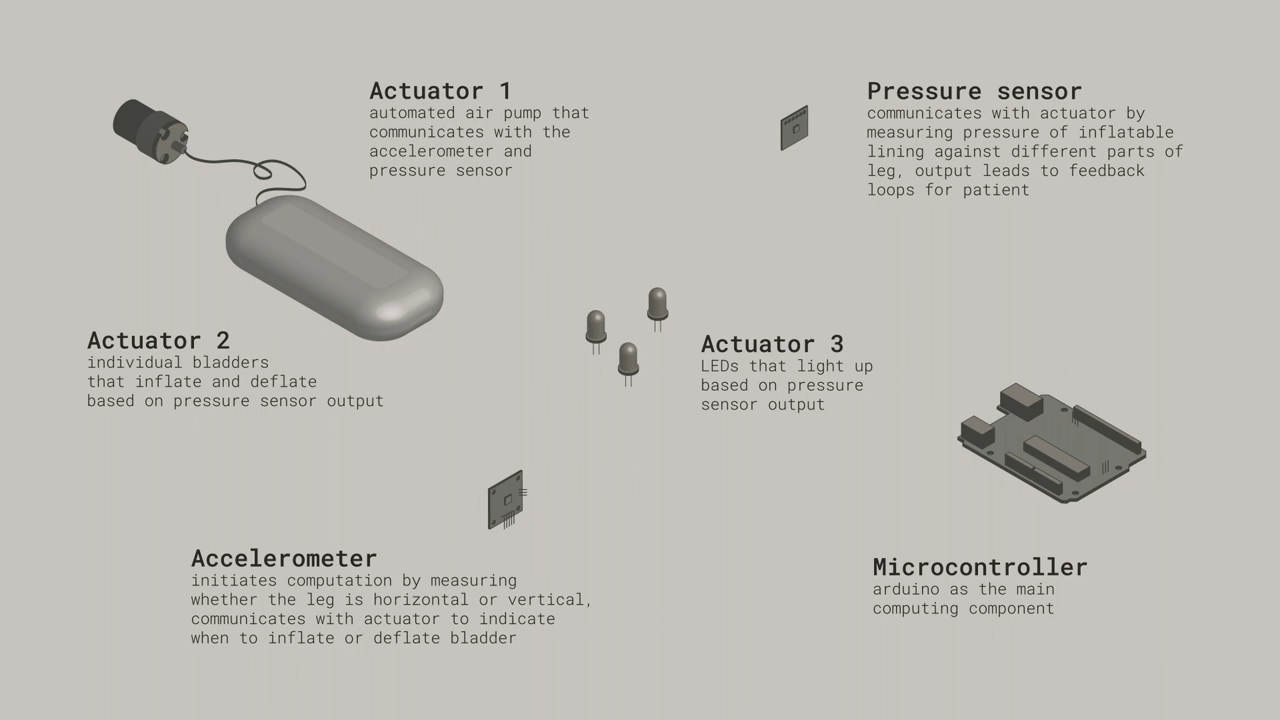 Actuator 1
automated air pump that
communicates with the
accelerometer and
pressure sensor
Pressure sensor
communicates with actuator by
measuring pressure of inflatable
lining against different parts of
leg, output leads to feedback
loops for patient
Actuator 2
individual bladders
that inflate and deflate
based on pressure sensor output
Actuator 3
LEDs that light up
based on pressure
sensor output
Accelerometer
initiates computation by measuring
whether the leg is horizontal or vertical,
communicates with actuator to indicate
when to inflate or deflate bladder
Microcontroller
arduino as the main
computing component